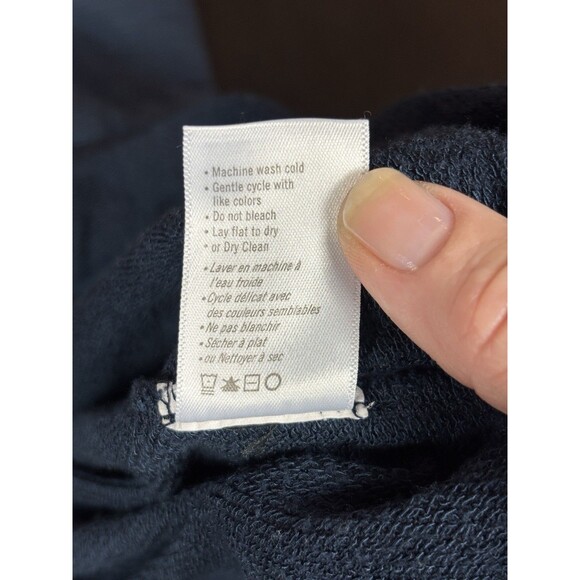 • Machine wash cold
• Gentle cycle with
like colors
• Do not bleach
• Lay flat to dry
• or Dry Clean
• Laver en machine à
l'eau froide
• Cycle délicat avec
des couleurs semblables
• Ne pas blanchir
• Sécher à plat
• ou Nettoyer à sec